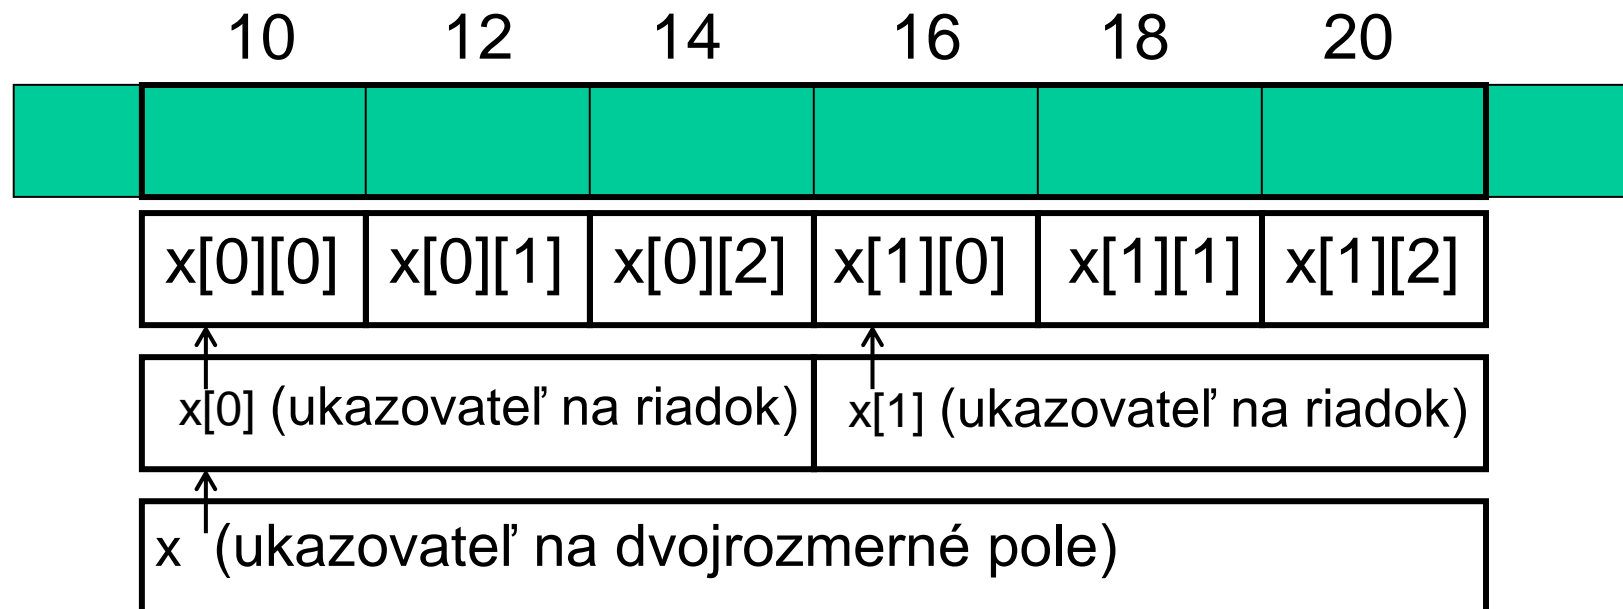 10 12 14 16 18 20
x[0][0] x[0][1] x[0][2] x[1][0] x[1][1] x[1][2]
x[0] (ukazovateľ na riadok) x[1] (ukazovateľ na riadok)
x (ukazovateľ na dvojrozmerné pole)